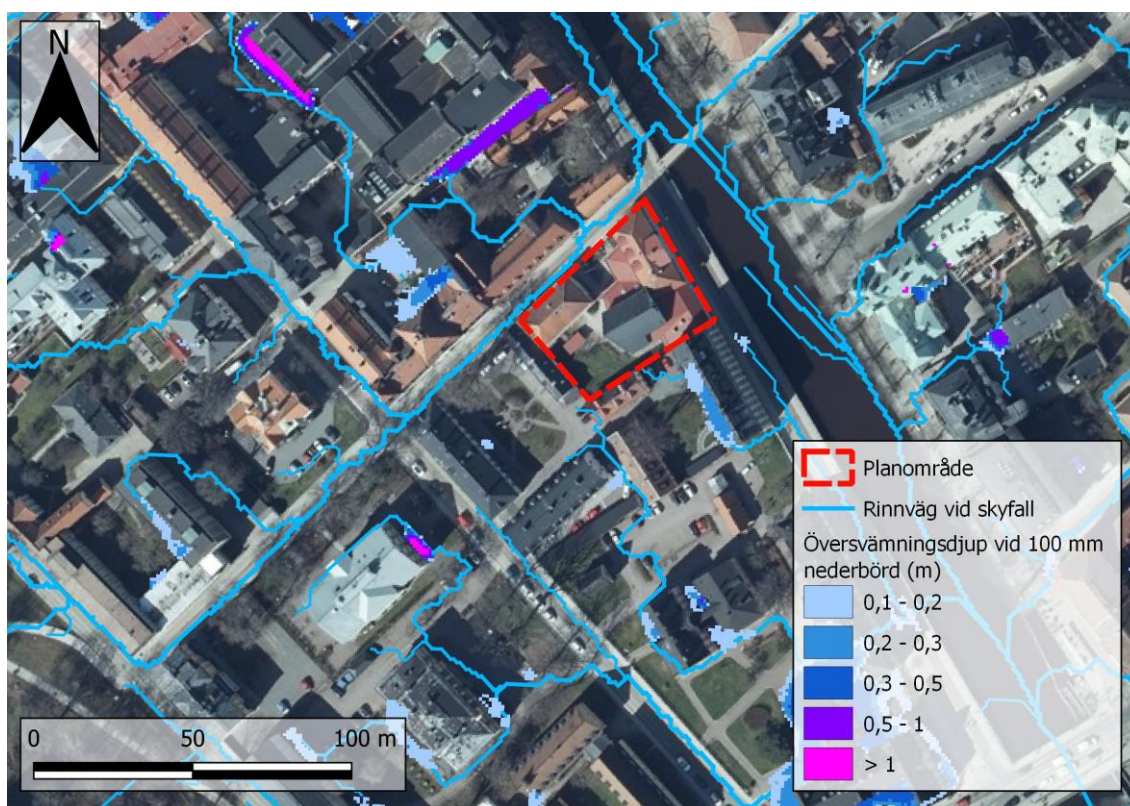 N
Planområde
Rinnväg vid skyfall
Översvämningsdjup vid 100 mm
nederbörd (m)
0,1 - 0,2
0,2 - 0,3
0,3 - 0,5
0,5 - 1
> 1
0 50 100 m